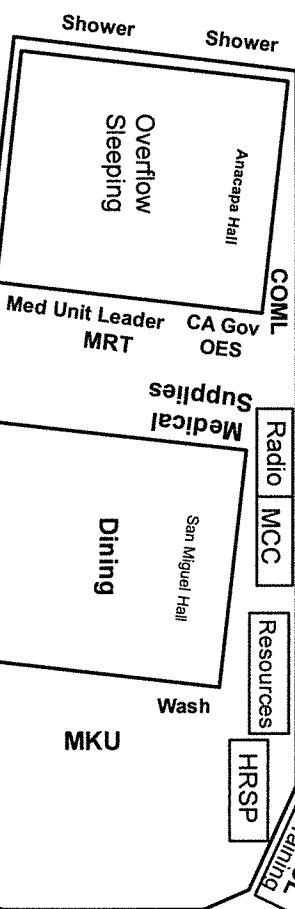 Shower
Shower
Overflow
Sleeping
Anacapa Hall
COML
Med Unit Leader
MRT
CA Gov
OES
Medical
Supplies
Radio
MCC
Dining
San Miguel Hall
Resources
Wash
MKU
HRSP